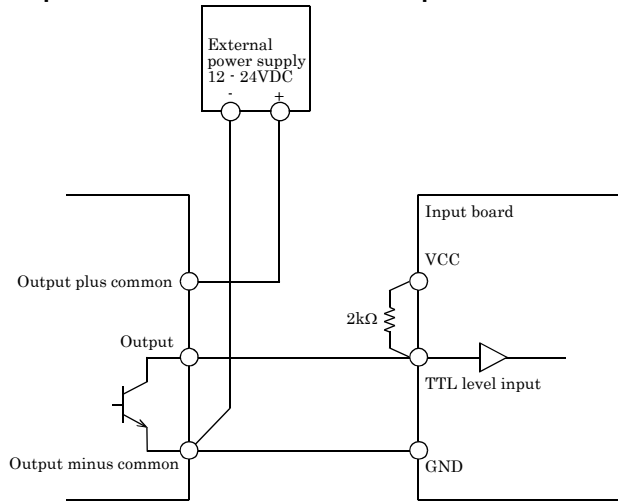 External
power supply
12 - 24VDC
- +
Input board
VCC
Output plus common
2kΩ
Output
TTL level input
Output minus common
GND